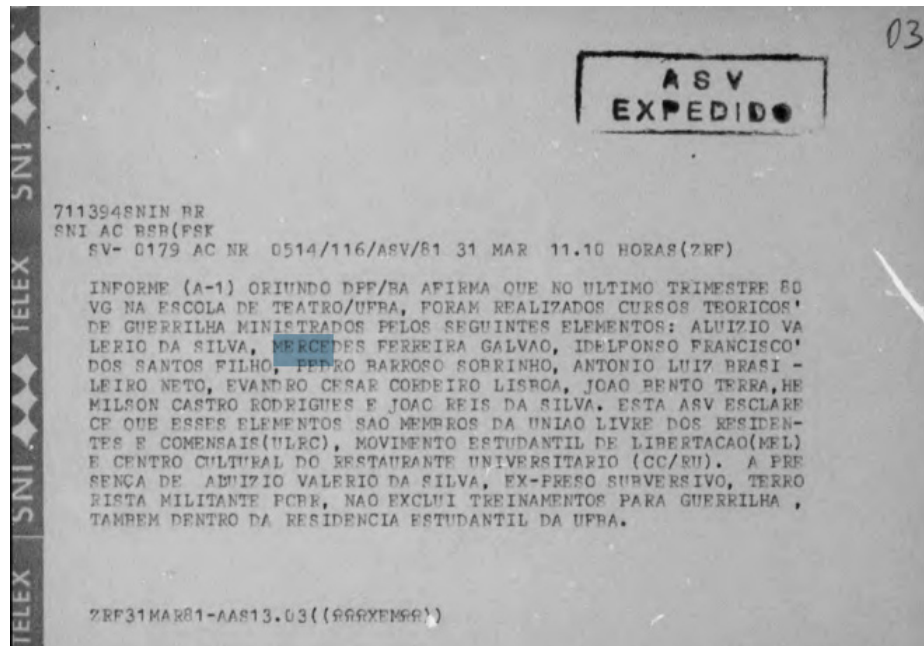 03
ASV
EXPEDIDO
SNI
TELEX
SNI
TELEX
711394SNIN BR
SNI AC BSB(FSK
SV- 0179 AC NR 0514/116/ASV/81 31 MAR 11.10 HORAS(ZRF)
INFORME (A-1) ORIUNDO DPF/BA AFIRMA QUE NO ULTIMO TRIMESTRE 80
VG NA ESCOLA DE TEATRO/UFBA, FORAM REALIZADOS CURSOS TEORICOS'
DE GUERRILHA MINISTRADOS PELOS SEGUINTES ELEMENTOS: ALUIZIO VA
LERIO DA SILVA, MERCEDES FERREIRA GALVAO, IDELFONSO FRANCISCO'
DOS SANTOS FILHO, PEDRO BARROSO SOBRINHO, ANTONIO LUIZ BRASI -
LEIRO NETO, EVANDRO CESAR CORDEIRO LISBOA, JOAO BENTO TERRA,HE
MILSON CASTRO RODRIGUES E JOAO REIS DA SILVA. ESTA ASV ESCLARE
CE QUE ESSES ELEMENTOS SAO MEMBROS DA UNIAO LIVRE DOS RESIDEN-
TES E COMENSAIS(ULRC), MOVIMENTO ESTUDANTIL DE LIBERTACAO(MEL)
E CENTRO CULTURAL DO RESTAURANTE UNIVERSITARIO (CC/RU). A PRE
SENÇA DE ALUIZIO VALERIO DA SILVA, EX-PRESO SUBVERSIVO, TERRO
RISTA MILITANTE PCBR, NAO EXCLUI TREINAMENTOS PARA GUERRILHA ,
TAMBEM DENTRO DA RESIDENCIA ESTUDANTIL DA UFBA.